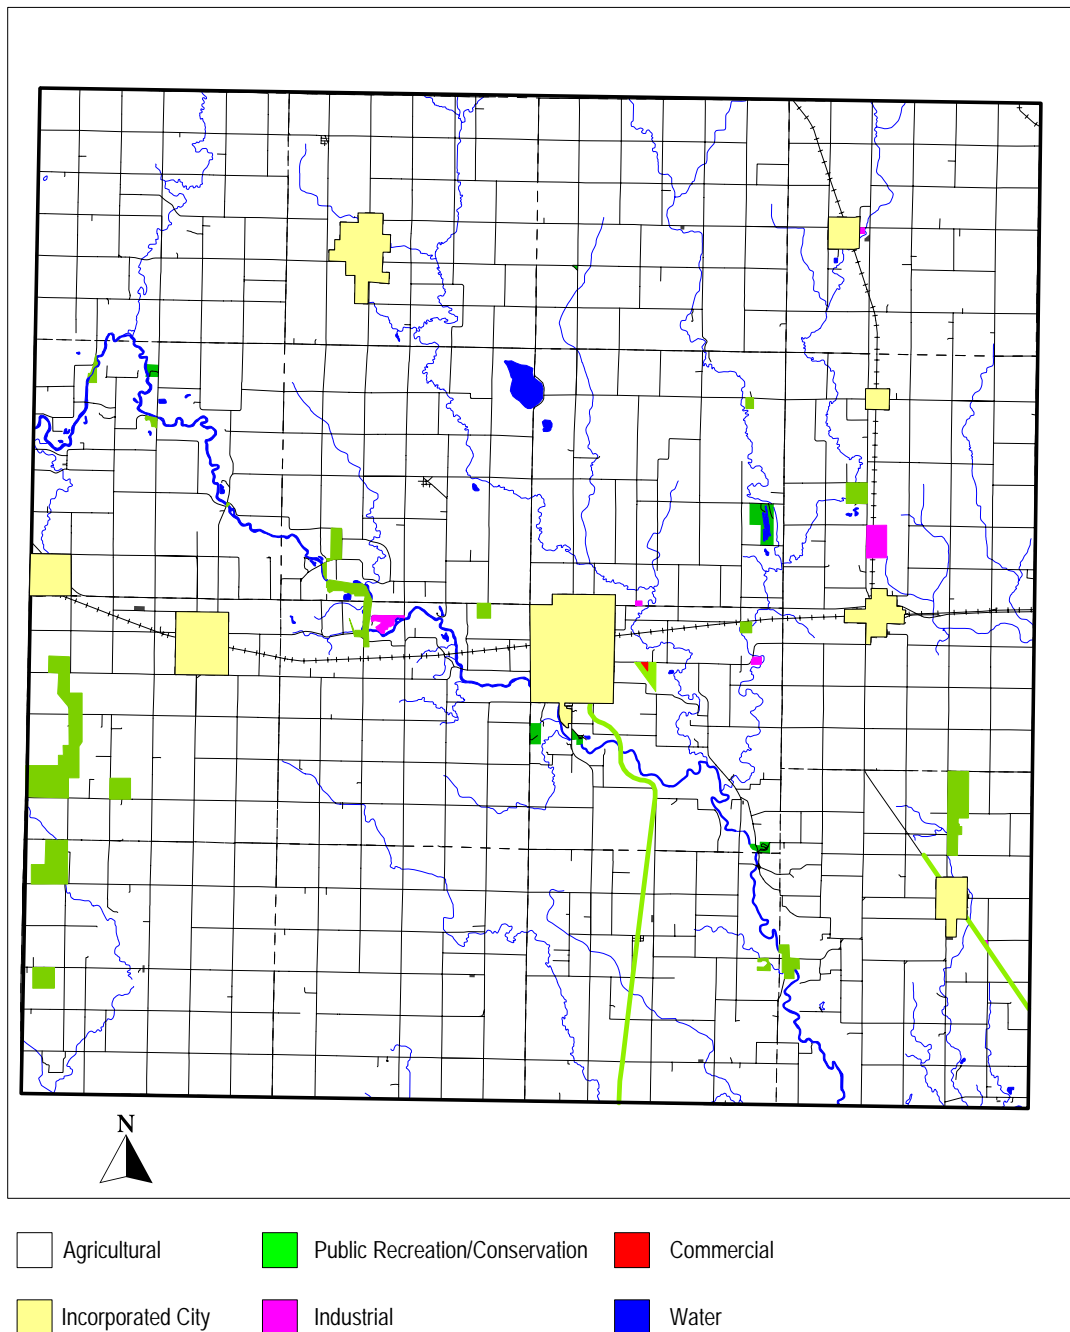 N
Agricultural
Public Recreation/Conservation
Commercial
Incorporated City
Industrial
Water